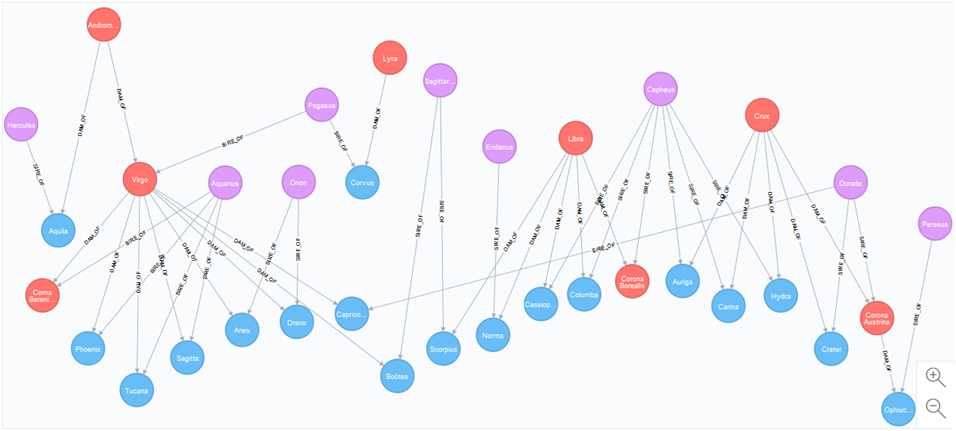 Androm...
Lyra
Sagittar...
Pegasus
Cepheus
Crux
Hercules
Libra
Eridanus
Virgo
Aquarius
Orion
Corvus
Dorado
Perseus
Aquila
Coma
Bereni...
Corona
Borealis
Auriga
Columba
Cassiop...
Carina
Hydra
Caprico...
Draco
Aries
Corona
Austrina
Norma
Scorpius
Phoenix
Sagitta
Crater
Tucana
Boötes
Ophiuc...
DAM_OF
DAM_OF
DAM_OF
SIRE_OF
SIRE_OF
SIRE_OF
DAM_OF
SIRE_OF
DAM_OF
DAM_OF
DAM_OF
SIRE_OF
DAM_OF
DAM_OF
DAM_OF
SIRE_OF
SIRE_OF
SIRE_OF
SIRE_OF
SIRE_OF
SIRE_OF
SIRE_OF
DAM_OF
DAM_OF
DAM_OF
DAM_OF
SIRE_OF
SIRE_OF
SIRE_OF
DAM_OF
DAM_OF
DAM_OF
SIRE_OF
SIRE_OF
SIRE_OF
SIRE_OF
DAM_OF